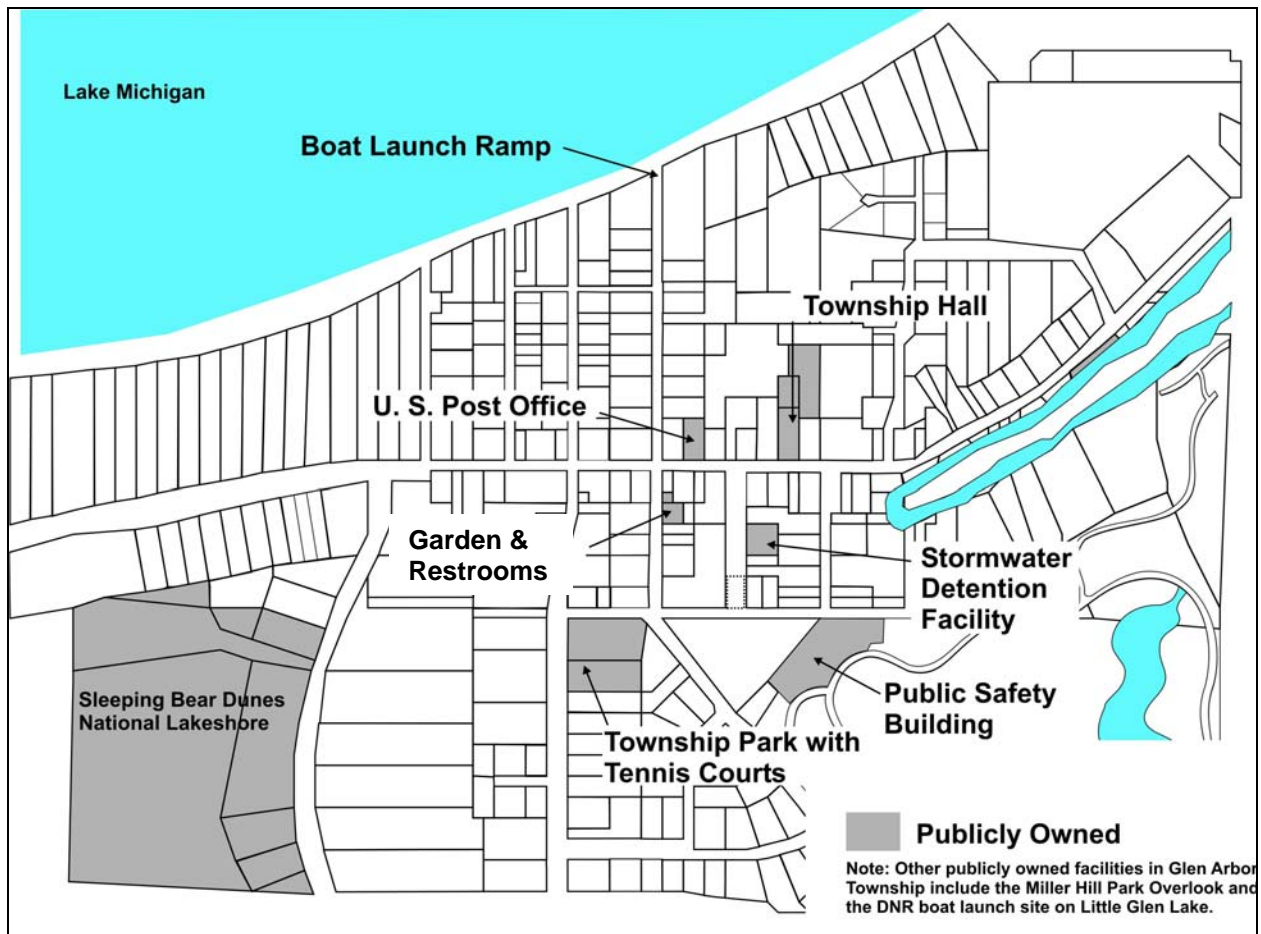 Lake Michigan
Boat Launch Ramp
Township Hall
U. S. Post Office
Garden &
Restrooms
Stormwater
Detention
Facility
Sleeping Bear Dunes
National Lakeshore
Public Safety
Building
Township Park with
Tennis Courts
Publicly Owned
Note: Other publicly owned facilities in Glen Arbor
Township include the Miller Hill Park Overlook and
the DNR boat launch site on Little Glen Lake.